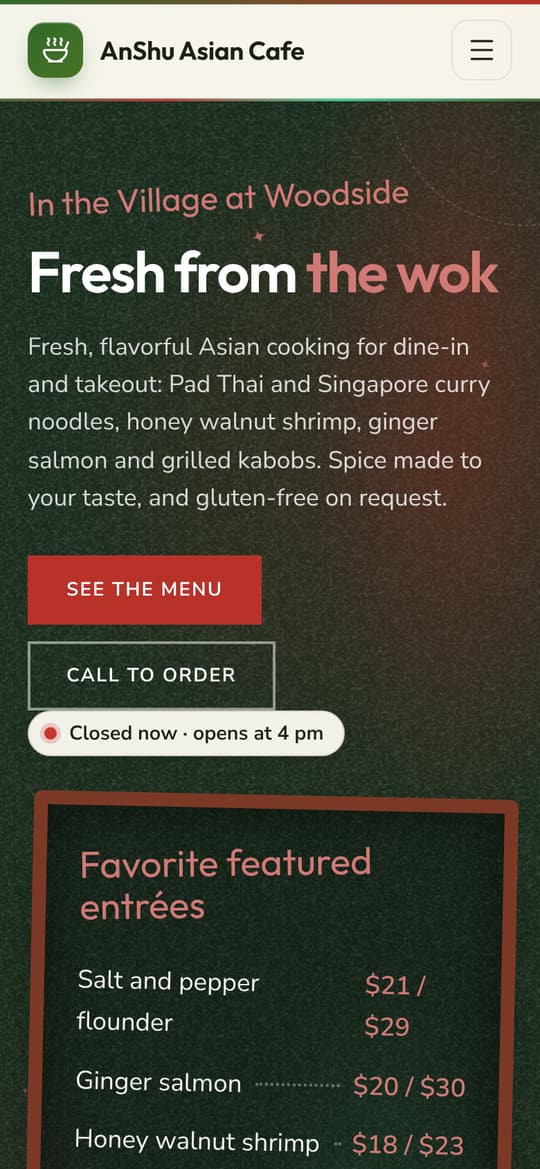 AnShu Asian Cafe
In the Village at Woodside
Fresh from the wok
Fresh, flavorful Asian cooking for dine-in
and takeout: Pad Thai and Singapore curry
noodles, honey walnut shrimp, ginger
salmon and grilled kabobs. Spice made to
your taste, and gluten-free on request.
SEE THE MENU
CALL TO ORDER
Closed now · opens at 4 pm
Favorite featured
entrées
Salt and pepper $21 /
flounder $29
Ginger salmon $20 / $30
Honey walnut shrimp $18 / $23